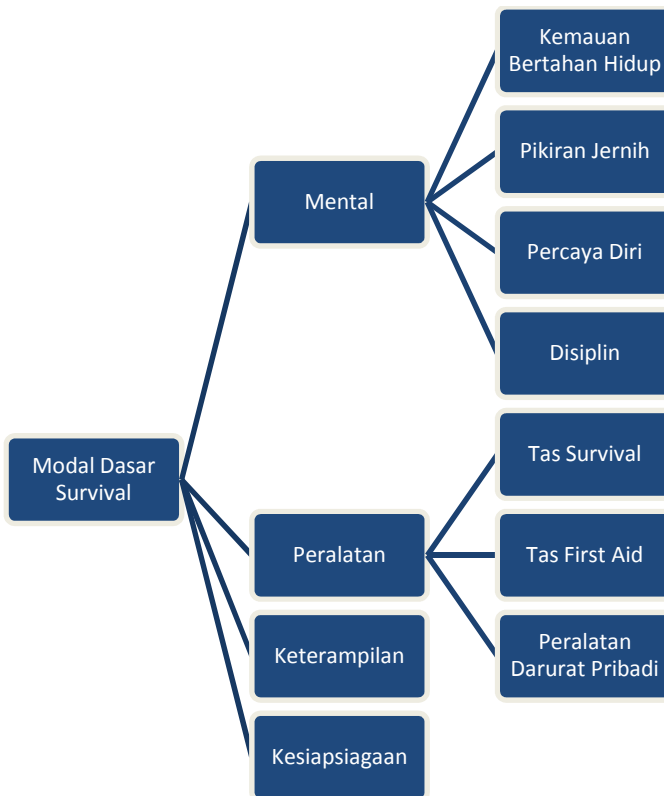 Modal Dasar
Survival
Mental
Kemauan
Bertahan Hidup
Pikiran Jernih
Percaya Diri
Disiplin
Peralatan
Tas Survival
Tas First Aid
Peralatan
Darurat Pribadi
Keterampilan
Kesiapsiagaan